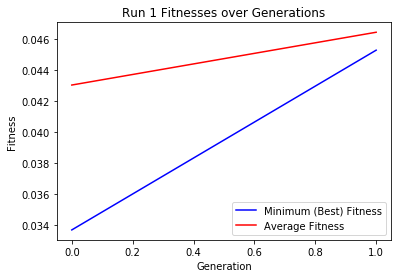 Run 1 Fitnesses over Generations
0.046
0.044
0.042
0.040
0.038
0.036
0.034
Fitness
0.0 0.2 0.4 0.6 0.8 1.0
Generation
Minimum (Best) Fitness
Average Fitness